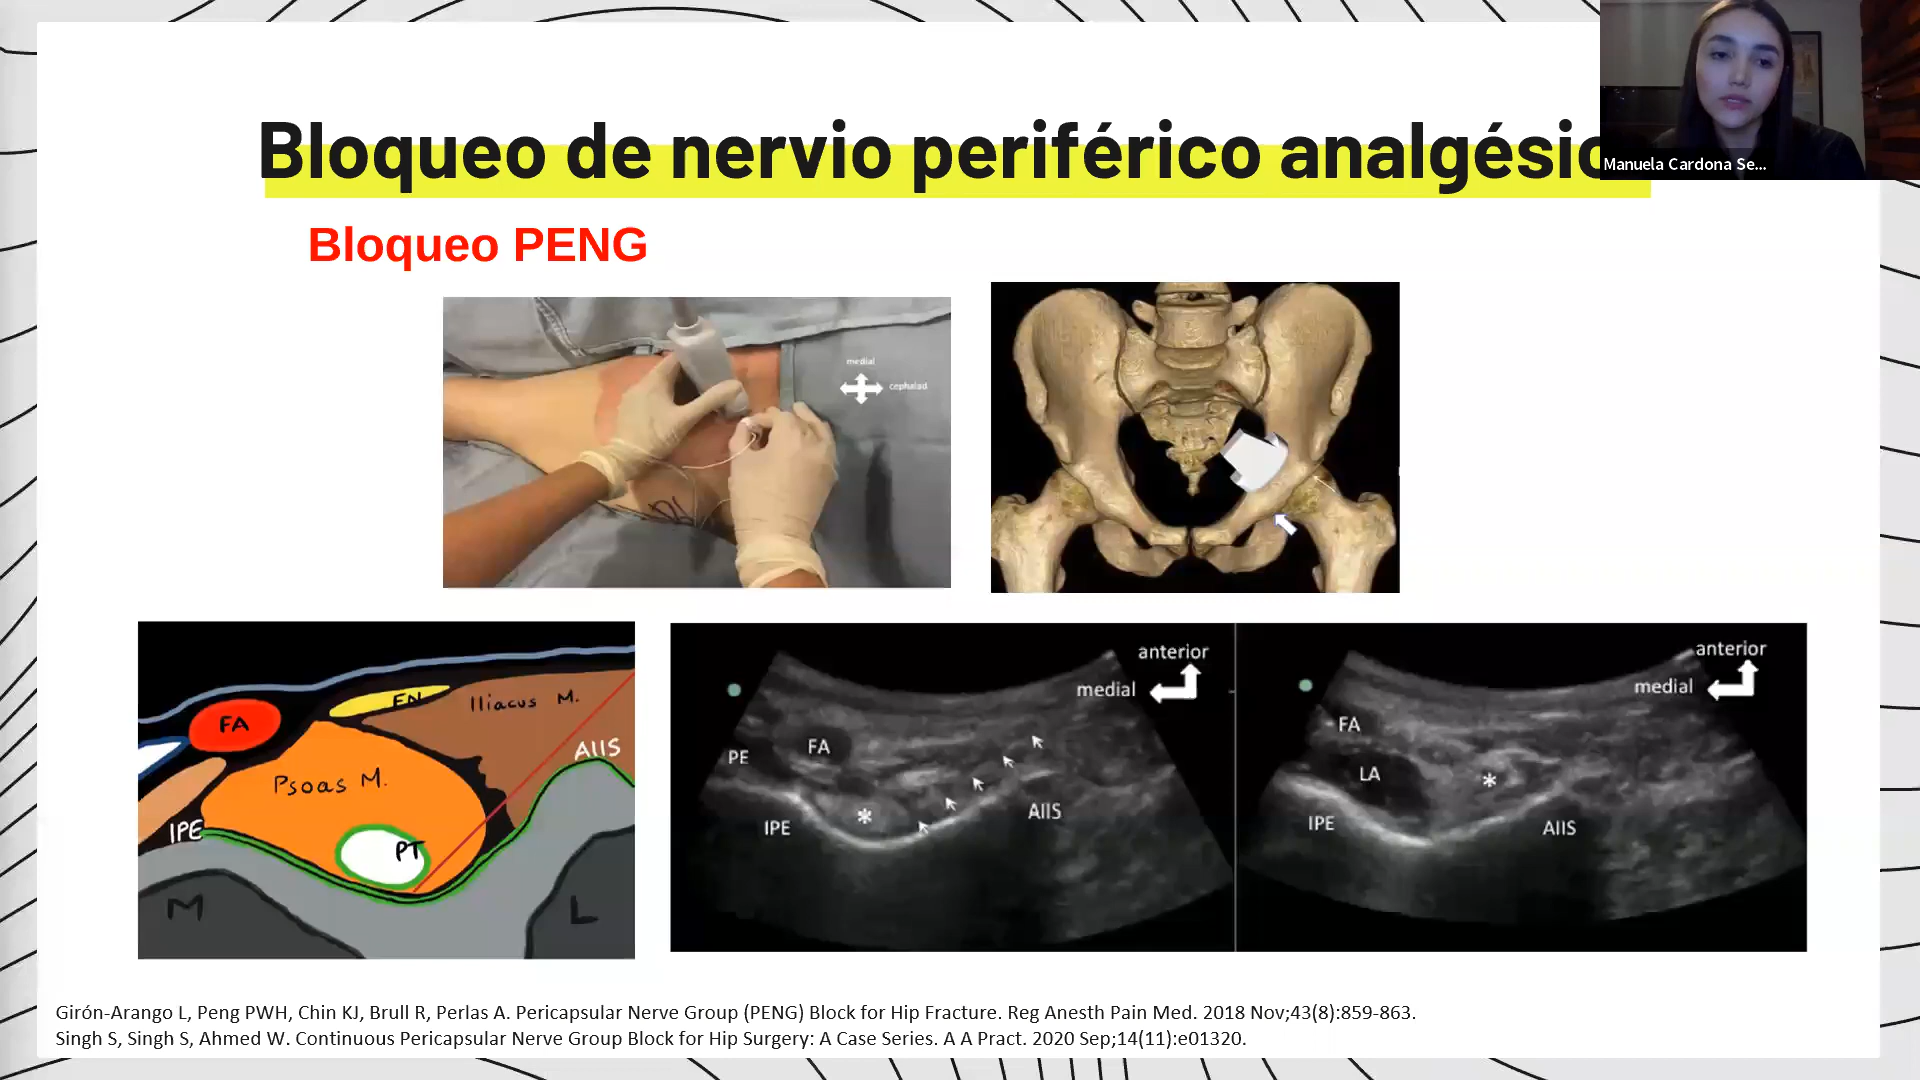 Bloqueo de nervio periférico analgésic
Manuela Cardona Se...
Bloqueo PENG
medial
cephalad
FA
FN
Iliacus M.
AIIS
Psoas M.
IPE
PT
M
L
anterior
medial
PE
FA
*
IPE
AIIS
anterior
medial
FA
LA
*
IPE
AIIS
Girón-Arango L, Peng PWH, Chin KJ, Brull R, Perlas A. Pericapsular Nerve Group (PENG) Block for Hip Fracture. Reg Anesth Pain Med. 2018 Nov;43(8):859-863.
Singh S, Singh S, Ahmed W. Continuous Pericapsular Nerve Group Block for Hip Surgery: A Case Series. A A Pract. 2020 Sep;14(11):e01320.